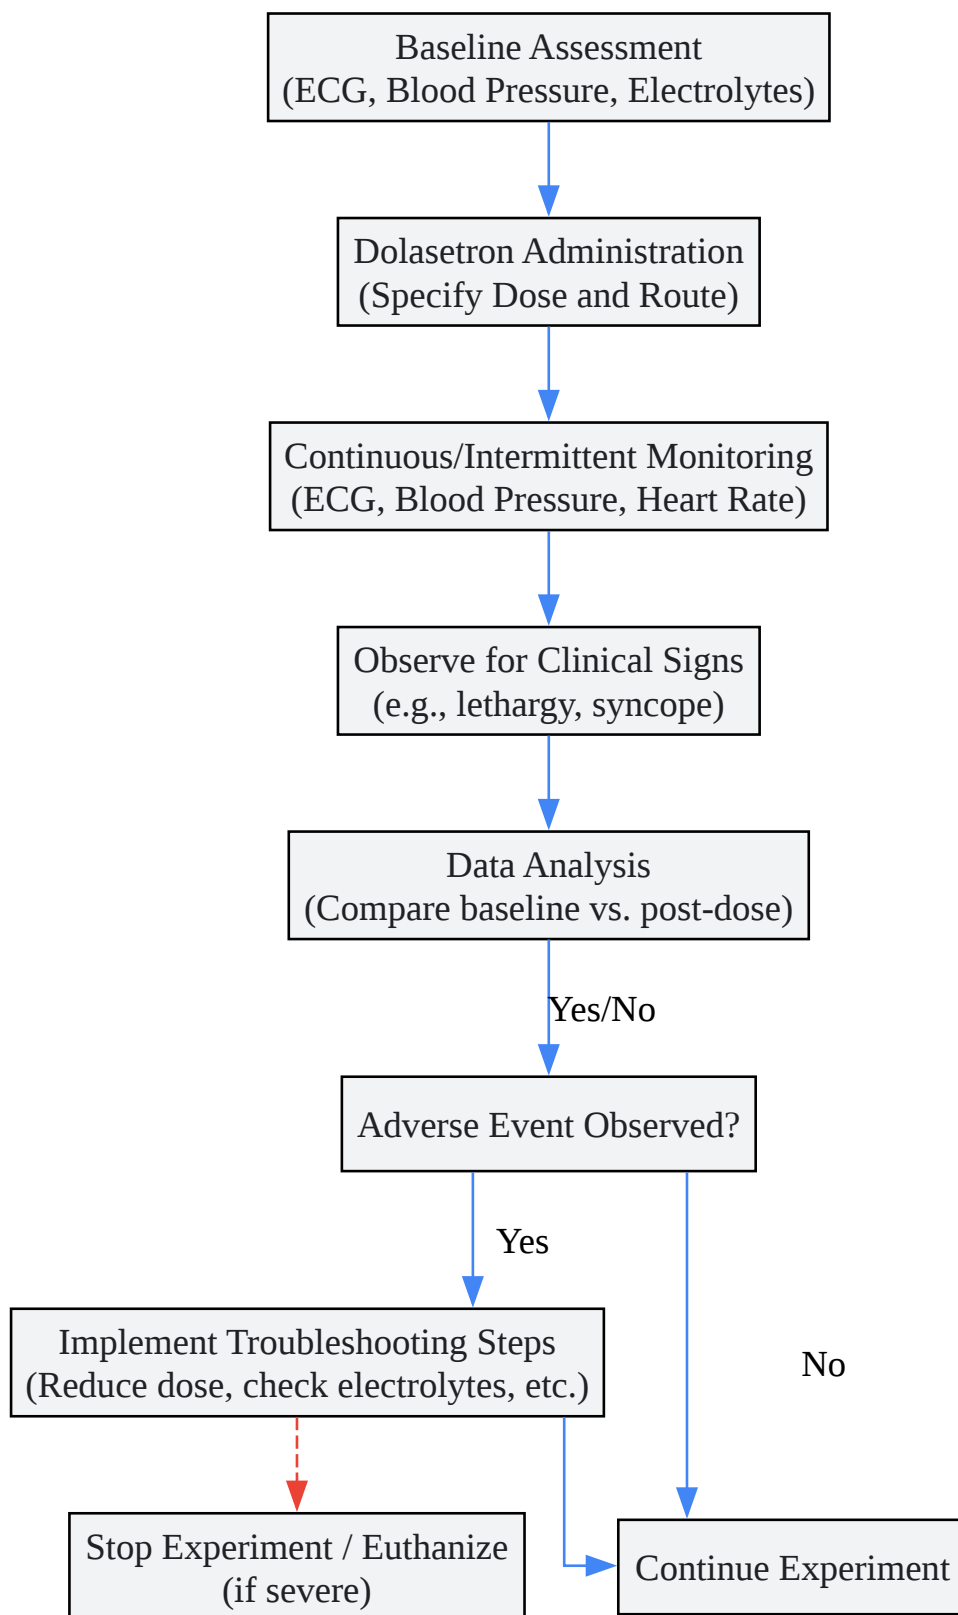 Baseline Assessment
(ECG, Blood Pressure, Electrolytes)
Dolasetron Administration
(Specify Dose and Route)
Continuous/Intermittent Monitoring
(ECG, Blood Pressure, Heart Rate)
Observe for Clinical Signs
(e.g., lethargy, syncope)
Data Analysis
(Compare baseline vs. post-dose)
Yes/No
Adverse Event Observed?
Yes
Implement Troubleshooting Steps
(Reduce dose, check electrolytes, etc.)
No
Stop Experiment / Euthanize
(if severe)
Continue Experiment